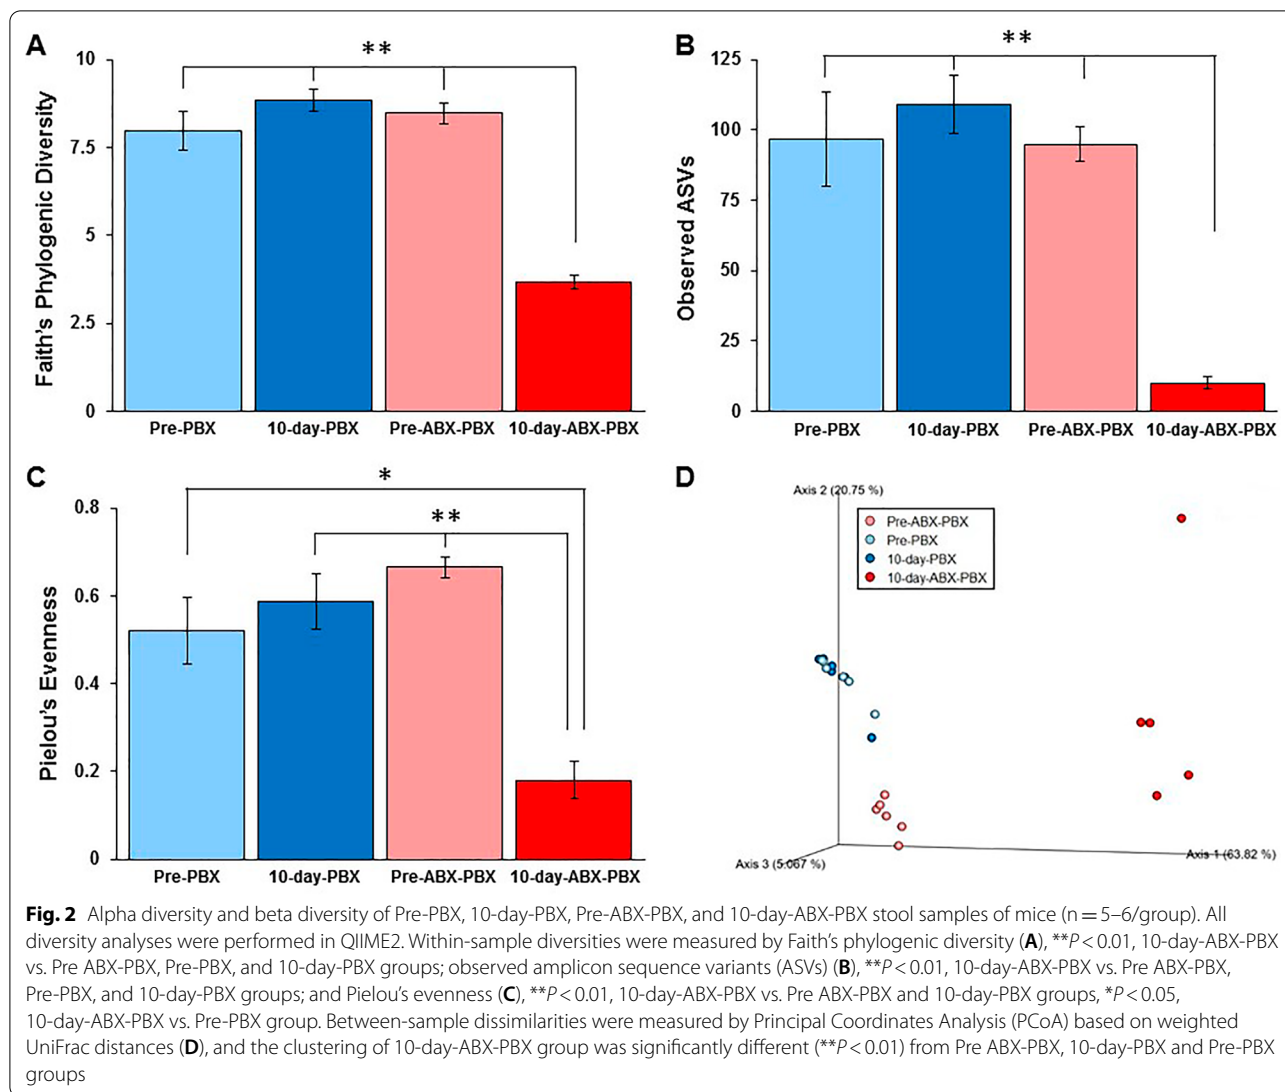 A
**
10
7.5
5
2.5
0
Faith's Phylogenic Diversity
Pre-PBX 10-day-PBX Pre-ABX-PBX 10-day-ABX-PBX
B
**
125
100
75
50
25
0
Observed ASVs
Pre-PBX 10-day-PBX Pre-ABX-PBX 10-day-ABX-PBX
C
*
**
0.8
0.6
0.4
0.2
0
Pielou's Evenness
Pre-PBX 10-day-PBX Pre-ABX-PBX 10-day-ABX-PBX
D
Axis 2 (20.75 %)
Pre-ABX-PBX
Pre-PBX
10-day-PBX
10-day-ABX-PBX
Axis 3 (5.067 %)
Axis 1 (63.82 %)
Fig. 2 Alpha diversity and beta diversity of Pre-PBX, 10-day-PBX, Pre-ABX-PBX, and 10-day-ABX-PBX stool samples of mice (n = 5–6/group). All
diversity analyses were performed in QIIME2. Within-sample diversities were measured by Faith's phylogenic diversity (A), **P < 0.01, 10-day-ABX-PBX
vs. Pre ABX-PBX, Pre-PBX, and 10-day-PBX groups; observed amplicon sequence variants (ASVs) (B), **P < 0.01, 10-day-ABX-PBX vs. Pre ABX-PBX,
Pre-PBX, and 10-day-PBX groups; and Pielou's evenness (C), **P < 0.01, 10-day-ABX-PBX vs. Pre ABX-PBX and 10-day-PBX groups, *P < 0.05,
10-day-ABX-PBX vs. Pre-PBX group. Between-sample dissimilarities were measured by Principal Coordinates Analysis (PCoA) based on weighted
UniFrac distances (D), and the clustering of 10-day-ABX-PBX group was significantly different (**P < 0.01) from Pre ABX-PBX, 10-day-PBX and Pre-PBX
groups